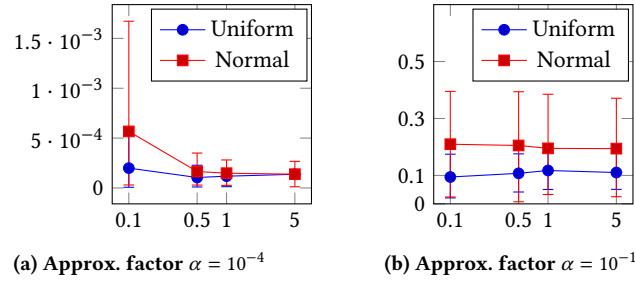 Uniform
Normal
1.5 · 10⁻³
1 · 10⁻³
5 · 10⁻⁴
0
0.1 0.5 1 5
(a) Approx. factor α = 10⁻⁴
Uniform
Normal
0.5
0.3
0.1
0
0.1 0.5 1 5
(b) Approx. factor α = 10⁻¹